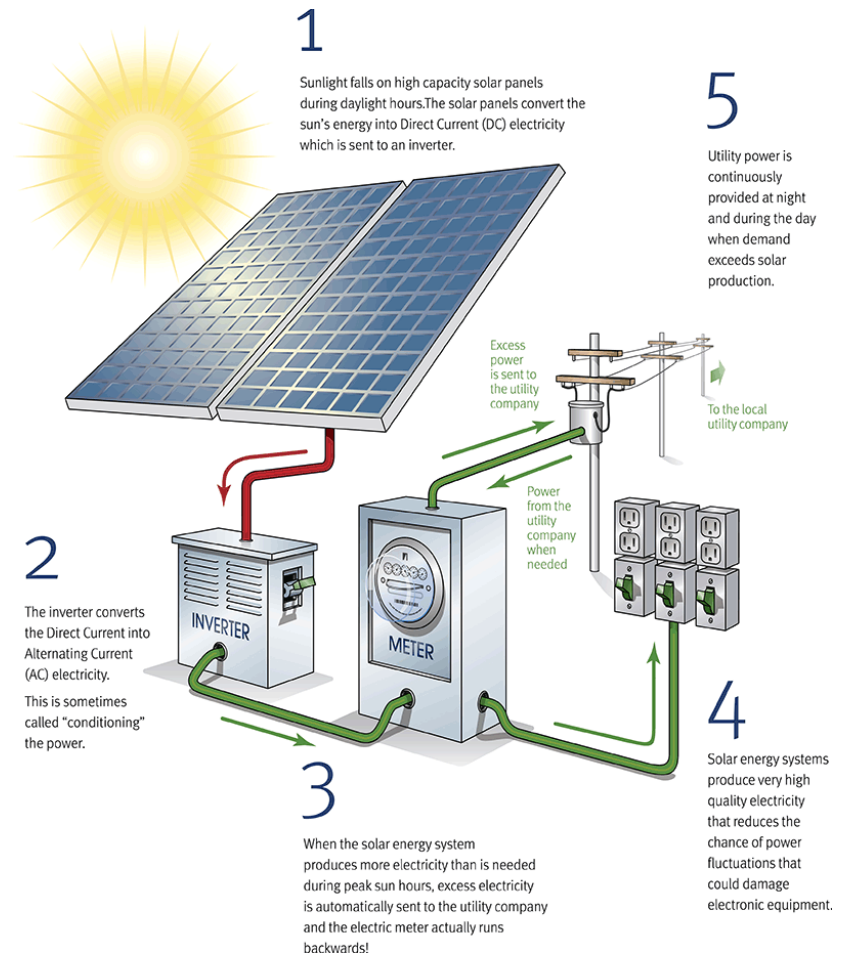 1
Sunlight falls on high capacity solar panels
during daylight hours.The solar panels convert the
sun's energy into Direct Current (DC) electricity
which is sent to an inverter.
5
Utility power is
continuously
provided at night
and during the day
when demand
exceeds solar
production.
Excess
power
is sent to
the utility
company
To the local
utility company
Power
from the
utility
company
when
needed
2
The inverter converts
the Direct Current into
Alternating Current
(AC) electricity.
This is sometimes
called “conditioning”
the power.
INVERTER
METER
3
When the solar energy system
produces more electricity than is needed
during peak sun hours, excess electricity
is automatically sent to the utility company
and the electric meter actually runs
backwards!
4
Solar energy systems
produce very high
quality electricity
that reduces the
chance of power
fluctuations that
could damage
electronic equipment.